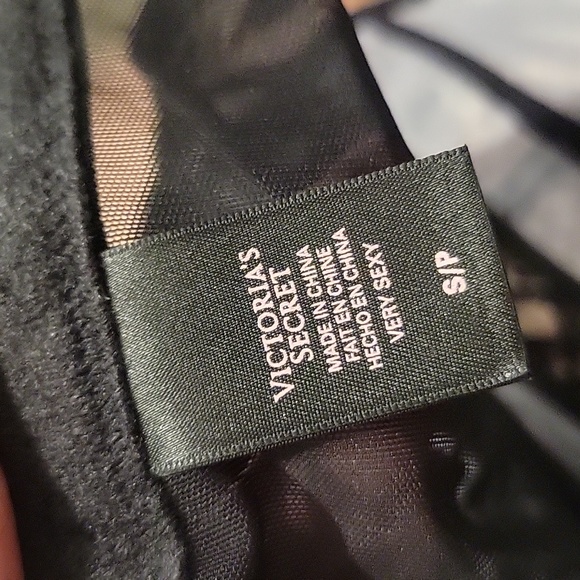 VICTORIA'S
SECRET
MADE IN CHINA
FAIT EN CHINE
HECHO EN CHINA
VERY SEXY
S/P